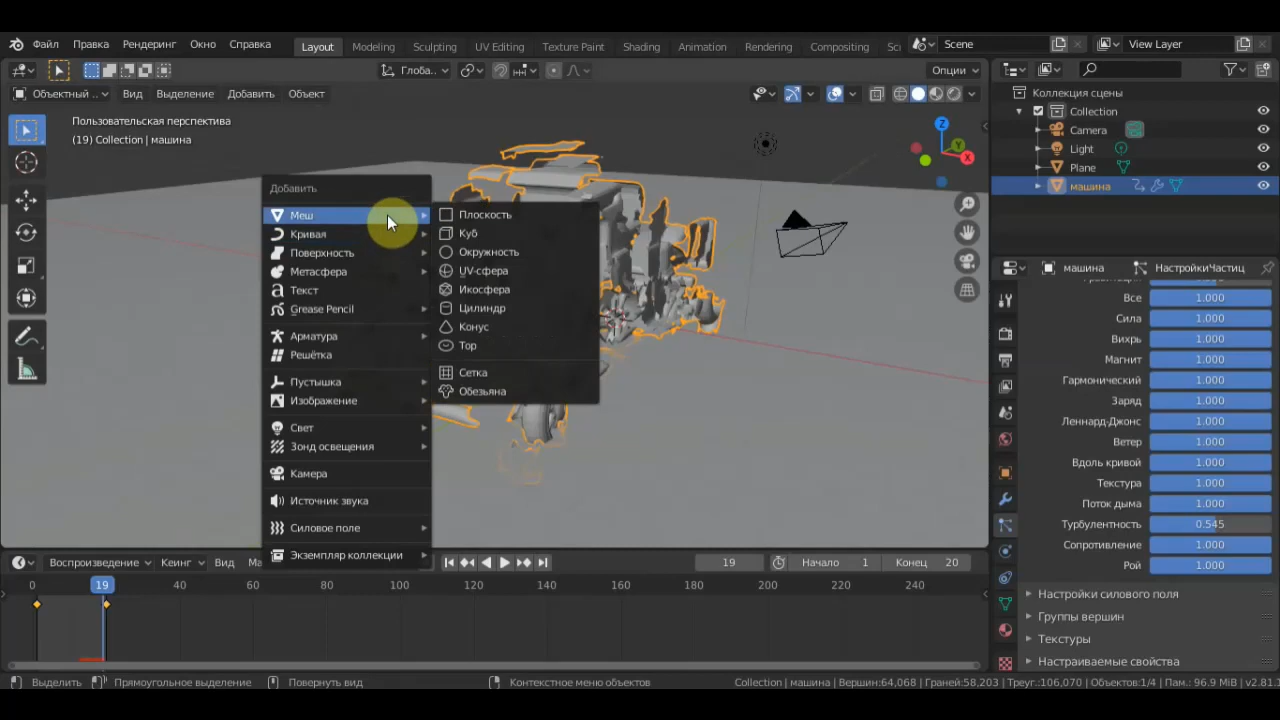 Файл Правка Рендеринг Окно Справка Layout Modeling Sculpting UV Editing Texture Paint Shading Animation Rendering Compositing Sc Scene View Layer
Глоба.. Опции
Объектный .. Вид Выделение Добавить Объект
Пользовательская перспектива
(19) Collection | машина
Z
Y
X
Добавить
Меш
Кривая
Поверхность
Метасфера
Текст
Grease Pencil
Арматура
Решётка
Пустышка
Изображение
Свет
Зонд освещения
Камера
Источник звука
Силовое поле
Экземпляр коллекции
Плоскость
Куб
Окружность
UV-сфера
Икосфера
Цилиндр
Конус
Тор
Сетка
Обезьяна
Коллекция сцены
Collection
Camera
Light
Plane
машина
машина НастройкиЧастиц
Все 1.000
Сила 1.000
Вихрь 1.000
Магнит 1.000
Гармонический 1.000
Заряд 1.000
Леннард-Джонс 1.000
Ветер 1.000
Вдоль кривой 1.000
Текстура 1.000
Поток дыма 1.000
Турбулентность 0.545
Сопротивление 1.000
Рой 1.000
Настройки силового поля
Группы вершин
Текстуры
Настраиваемые свойства
Воспроизведение Кеинг Вид Ма 19 Начало 1 Конец 20
0 19 40 60 80 100 120 140 160 180 200 220 240
Выделить Прямоугольное выделение Повернуть вид Контекстное меню объектов Collection | машина | Вершин:64,068 | Граней:58,203 | Треуг.:106,070 | Объектов:1/4 | Пам.: 96.9 MiB | v2.81.1